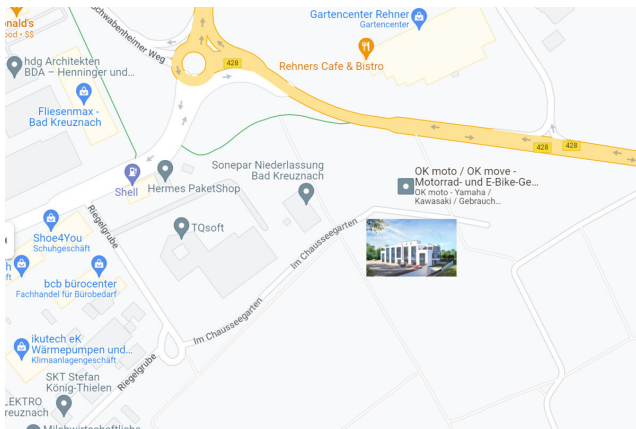 onald's
ood • $$
Schwabenheimer Weg
428
Gartencenter Rehner
Gartencenter
Rehners Cafe & Bistro
hdg Architekten
BDA – Henninger und...
Fliesenmax -
Bad Kreuznach
428
428
Shell
Hermes PaketShop
Sonepar Niederlassung
Bad Kreuznach
OK moto / OK move -
Motorrad- und E-Bike-Ge...
OK moto - Yamaha /
Kawasaki / Gebrauch...
Riegelgrube
TQsoft
Im Chausseegarten
Shoe4You
Schuhgeschäft
h
ft
bcb bürocenter
Fachhandel für Bürobedarf
Im Chausseegarten
ikutech eK
Wärmepumpen und...
Klimaanlagengeschäft
Riegelgrube
SKT Stefan
König-Thielen
LEKTRO
reuznach
Milchwirtschaftliche